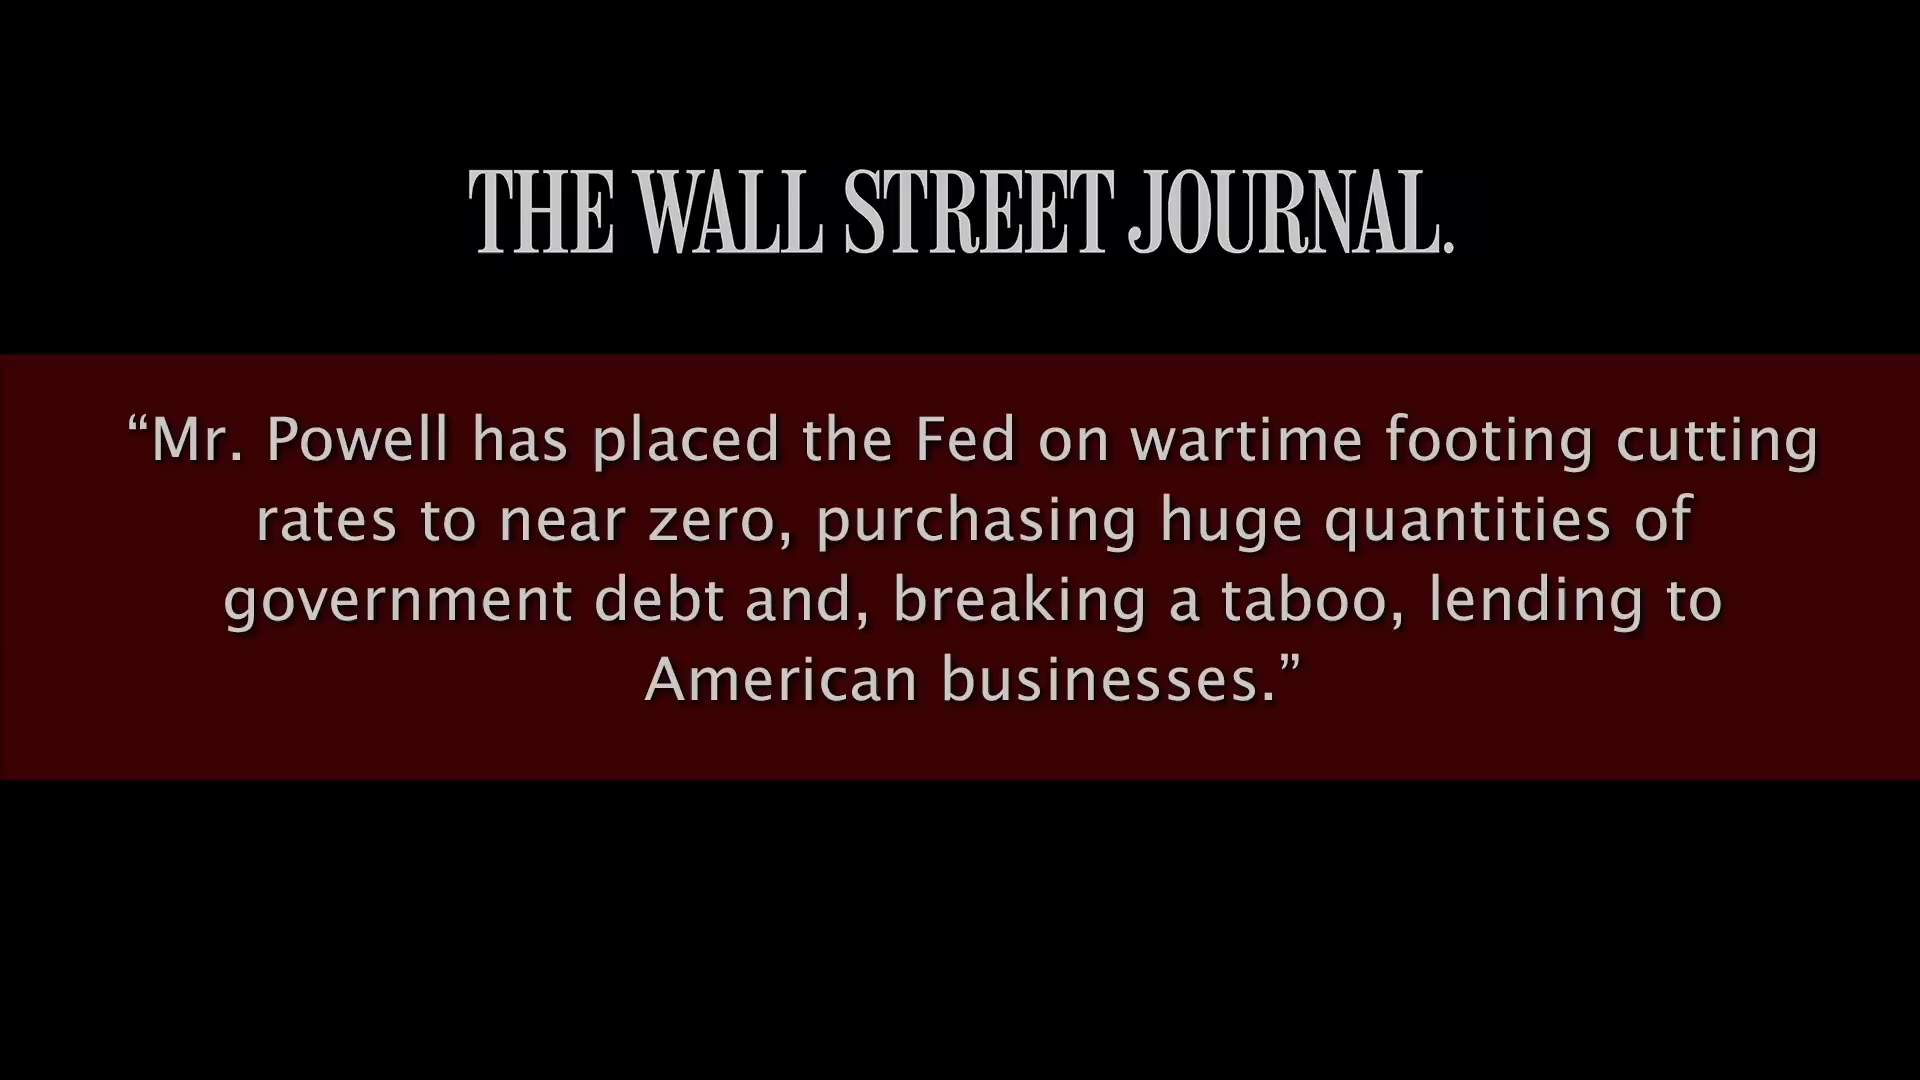 THE WALL STREET JOURNAL.
“Mr. Powell has placed the Fed on wartime footing cutting
rates to near zero, purchasing huge quantities of
government debt and, breaking a taboo, lending to
American businesses.”